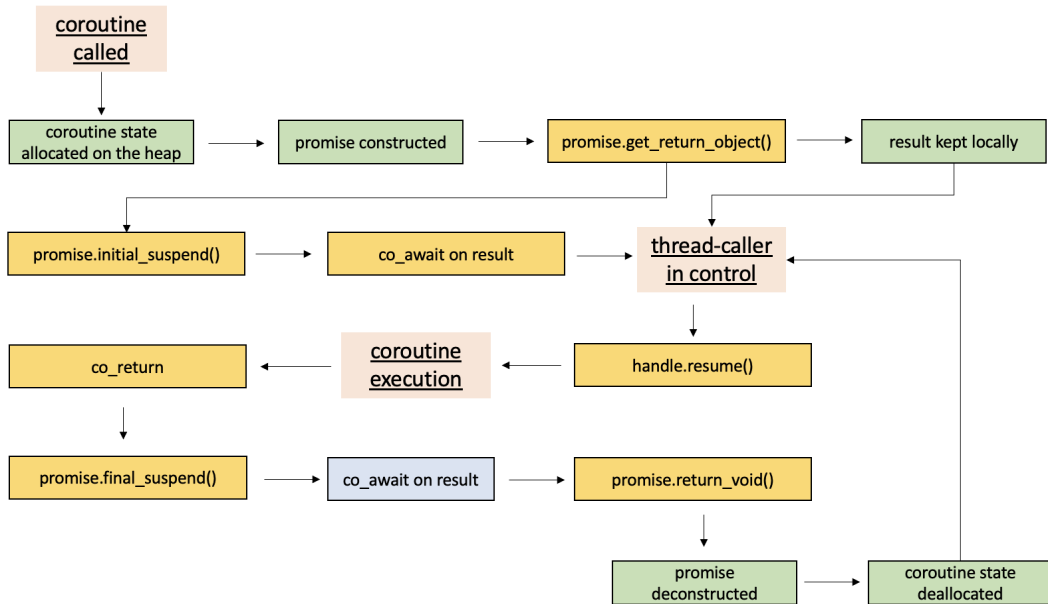 coroutine
called
coroutine state
allocated on the heap
promise constructed
promise.get_return_object()
result kept locally
promise.initial_suspend()
co_await on result
thread-caller
in control
co_return
coroutine
execution
handle.resume()
promise.final_suspend()
co_await on result
promise.return_void()
promise
deconstructed
coroutine state
deallocated